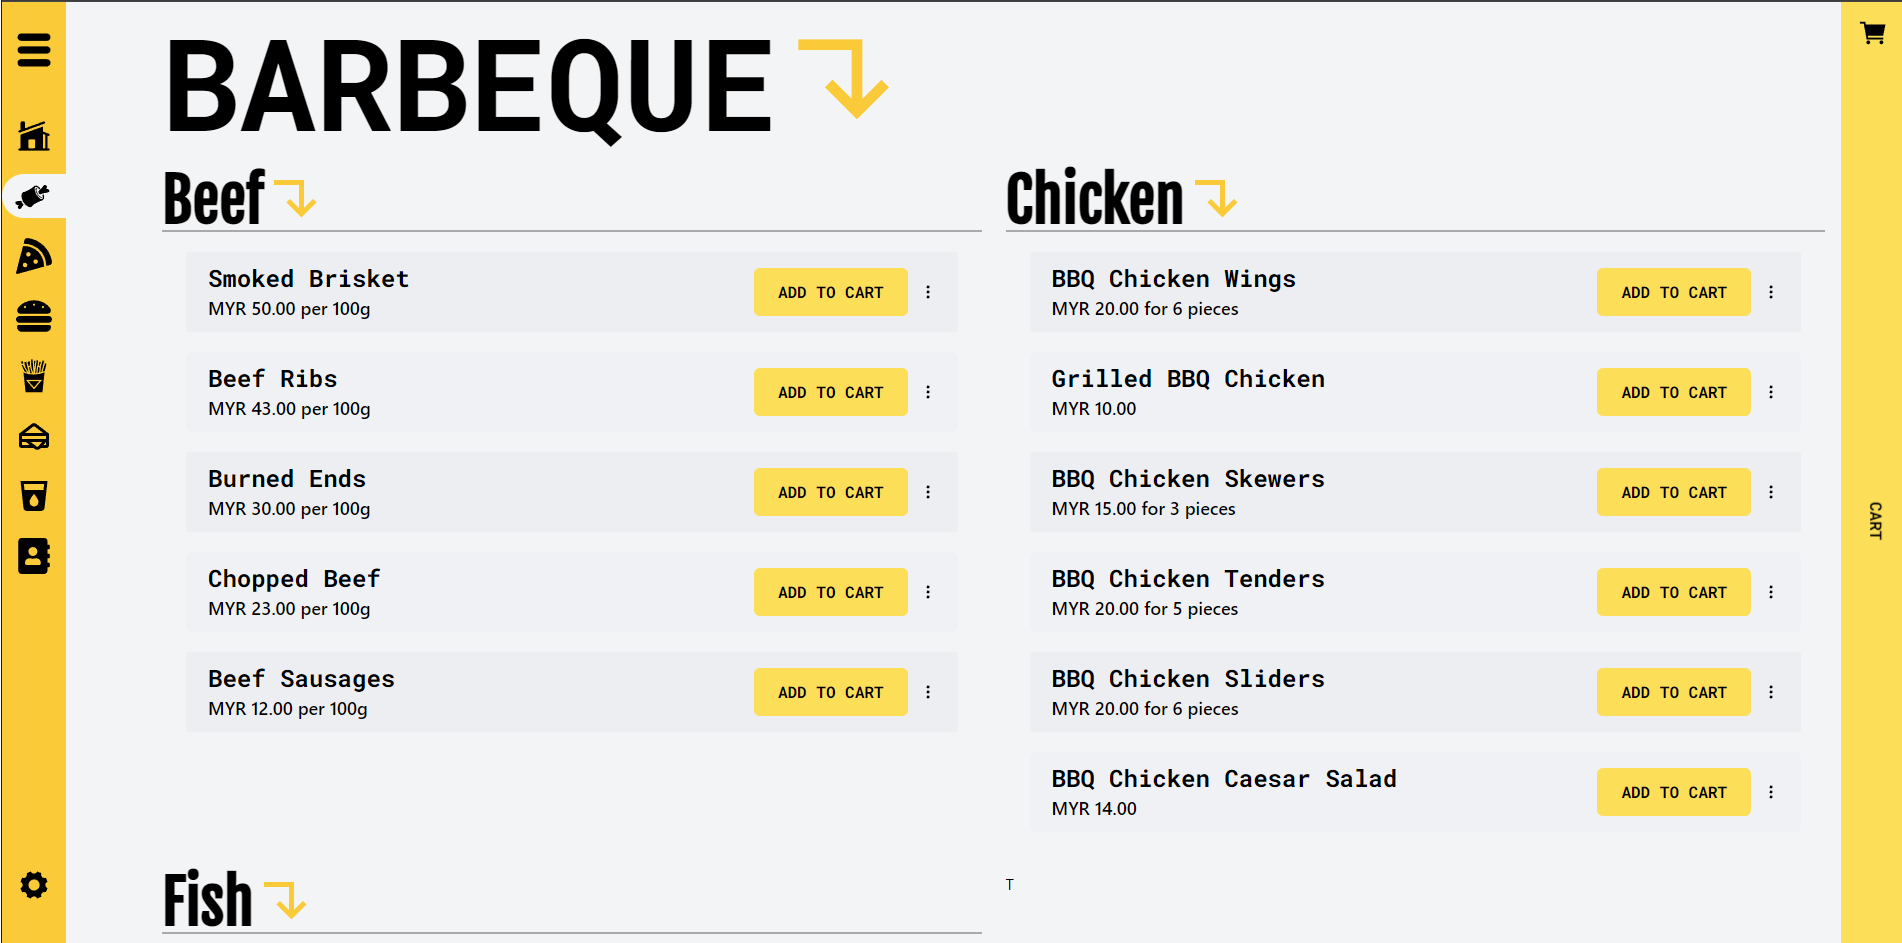 BARBEQUE
Beef
Smoked Brisket
MYR 50.00 per 100g
ADD TO CART
Beef Ribs
MYR 43.00 per 100g
ADD TO CART
Burned Ends
MYR 30.00 per 100g
ADD TO CART
Chopped Beef
MYR 23.00 per 100g
ADD TO CART
Beef Sausages
MYR 12.00 per 100g
ADD TO CART
Chicken
BBQ Chicken Wings
MYR 20.00 for 6 pieces
ADD TO CART
Grilled BBQ Chicken
MYR 10.00
ADD TO CART
BBQ Chicken Skewers
MYR 15.00 for 3 pieces
ADD TO CART
BBQ Chicken Tenders
MYR 20.00 for 5 pieces
ADD TO CART
BBQ Chicken Sliders
MYR 20.00 for 6 pieces
ADD TO CART
BBQ Chicken Caesar Salad
MYR 14.00
ADD TO CART
Fish
T
CART